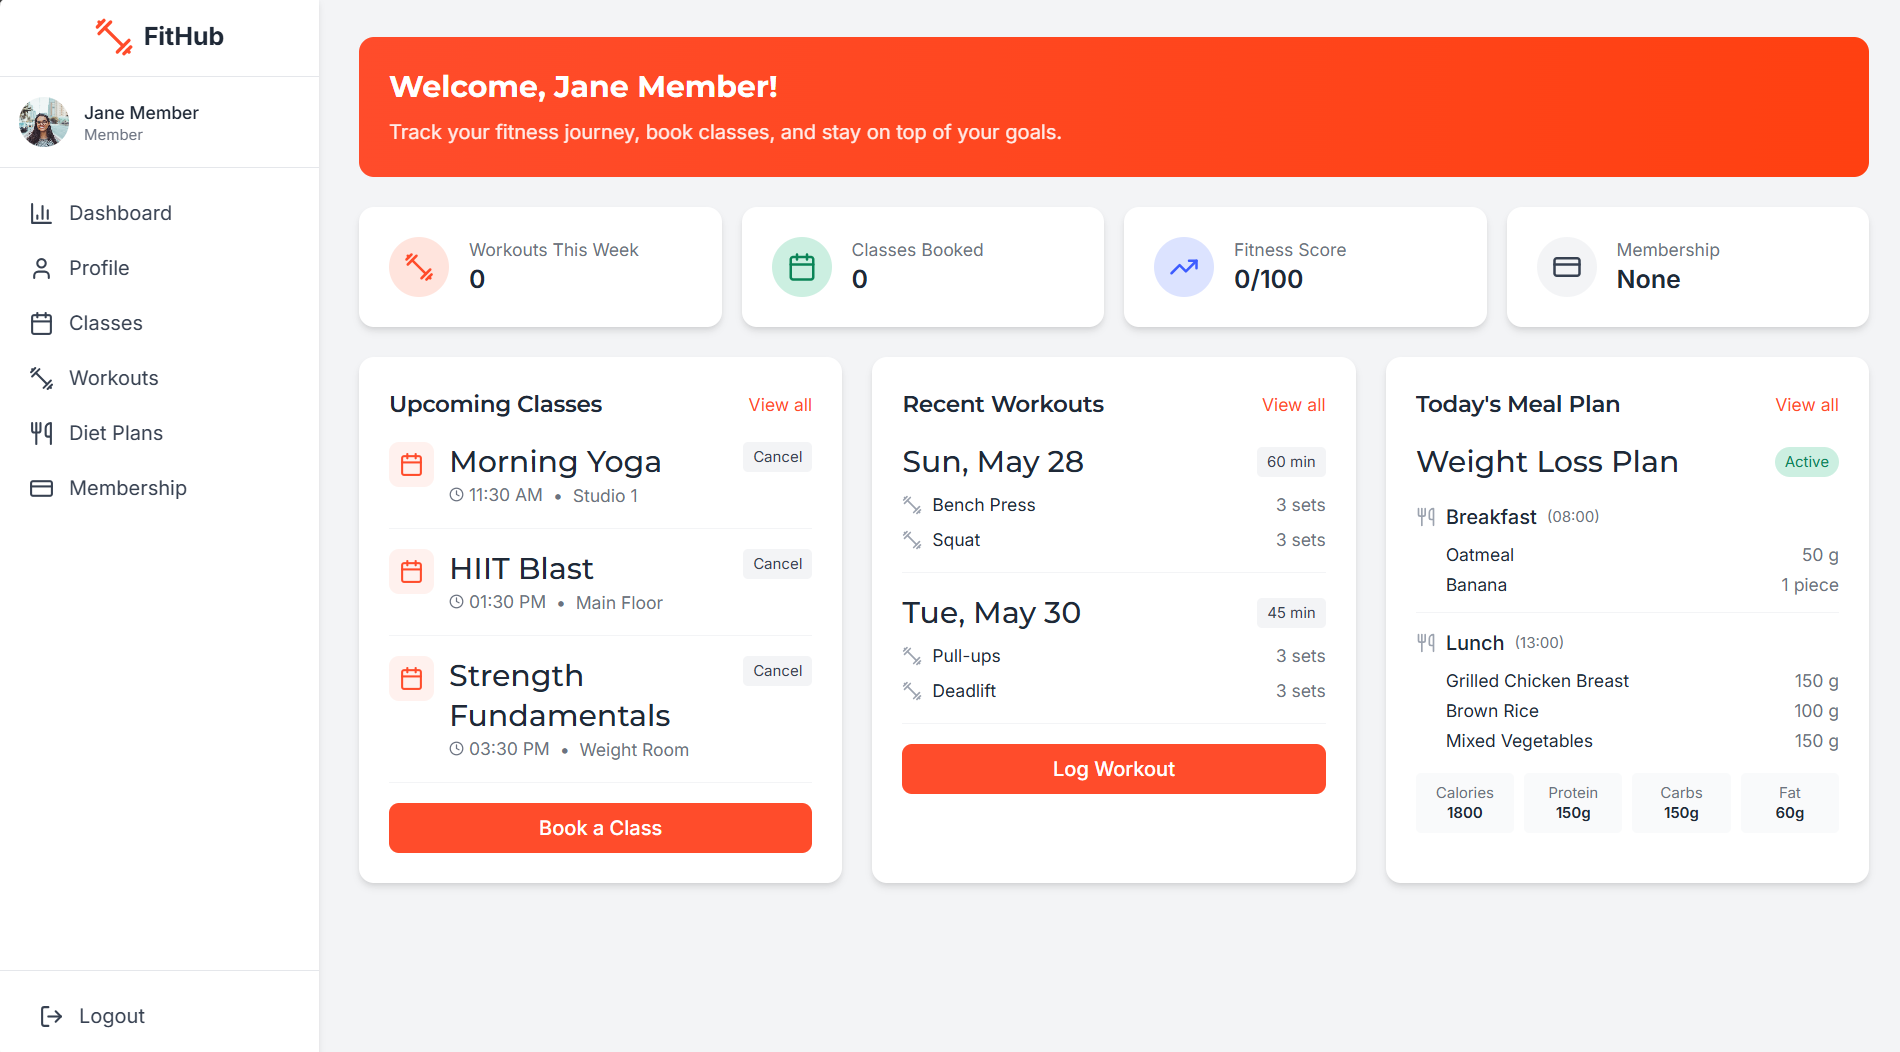 FitHub
Jane Member
Member
Dashboard
Profile
Classes
Workouts
Diet Plans
Membership
Logout
Welcome, Jane Member!
Track your fitness journey, book classes, and stay on top of your goals.
Workouts This Week
0
Classes Booked
0
Fitness Score
0/100
Membership
None
Upcoming Classes View all
Morning Yoga Cancel
11:30 AM • Studio 1
HIIT Blast Cancel
01:30 PM • Main Floor
Strength Cancel
Fundamentals
03:30 PM • Weight Room
Book a Class
Recent Workouts View all
Sun, May 28 60 min
Bench Press 3 sets
Squat 3 sets
Tue, May 30 45 min
Pull-ups 3 sets
Deadlift 3 sets
Log Workout
Today's Meal Plan View all
Weight Loss Plan Active
Breakfast (08:00)
Oatmeal 50 g
Banana 1 piece
Lunch (13:00)
Grilled Chicken Breast 150 g
Brown Rice 100 g
Mixed Vegetables 150 g
Calories Protein Carbs Fat
1800 150g 150g 60g